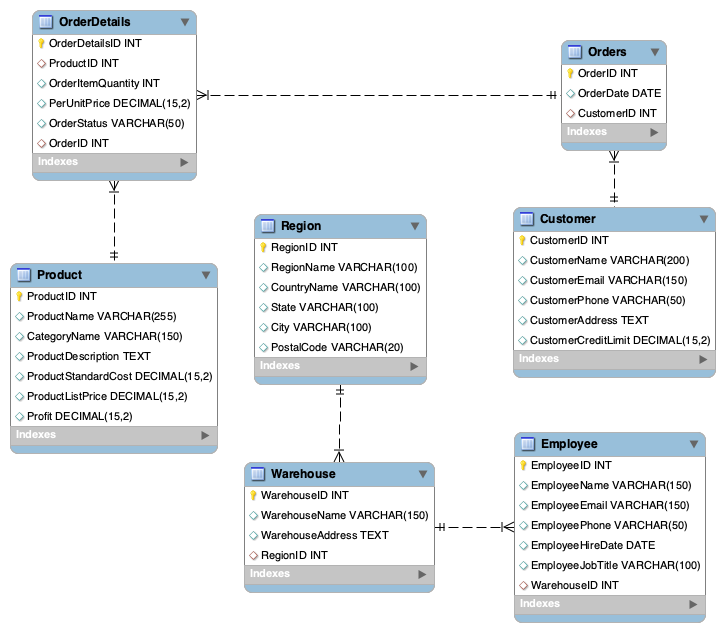 OrderDetails
OrderDetailsID INT
ProductID INT
OrderItemQuantity INT
PerUnitPrice DECIMAL(15,2)
OrderStatus VARCHAR(50)
OrderID INT
Indexes
Orders
OrderID INT
OrderDate DATE
CustomerID INT
Indexes
Product
ProductID INT
ProductName VARCHAR(255)
CategoryName VARCHAR(150)
ProductDescription TEXT
ProductStandardCost DECIMAL(15,2)
ProductListPrice DECIMAL(15,2)
Profit DECIMAL(15,2)
Indexes
Region
RegionID INT
RegionName VARCHAR(100)
CountryName VARCHAR(100)
State VARCHAR(100)
City VARCHAR(100)
PostalCode VARCHAR(20)
Indexes
Customer
CustomerID INT
CustomerName VARCHAR(200)
CustomerEmail VARCHAR(150)
CustomerPhone VARCHAR(50)
CustomerAddress TEXT
CustomerCreditLimit DECIMAL(15,2)
Indexes
Warehouse
WarehouseID INT
WarehouseName VARCHAR(150)
WarehouseAddress TEXT
RegionID INT
Indexes
Employee
EmployeeID INT
EmployeeName VARCHAR(150)
EmployeeEmail VARCHAR(150)
EmployeePhone VARCHAR(50)
EmployeeHireDate DATE
EmployeeJobTitle VARCHAR(100)
WarehouseID INT
Indexes